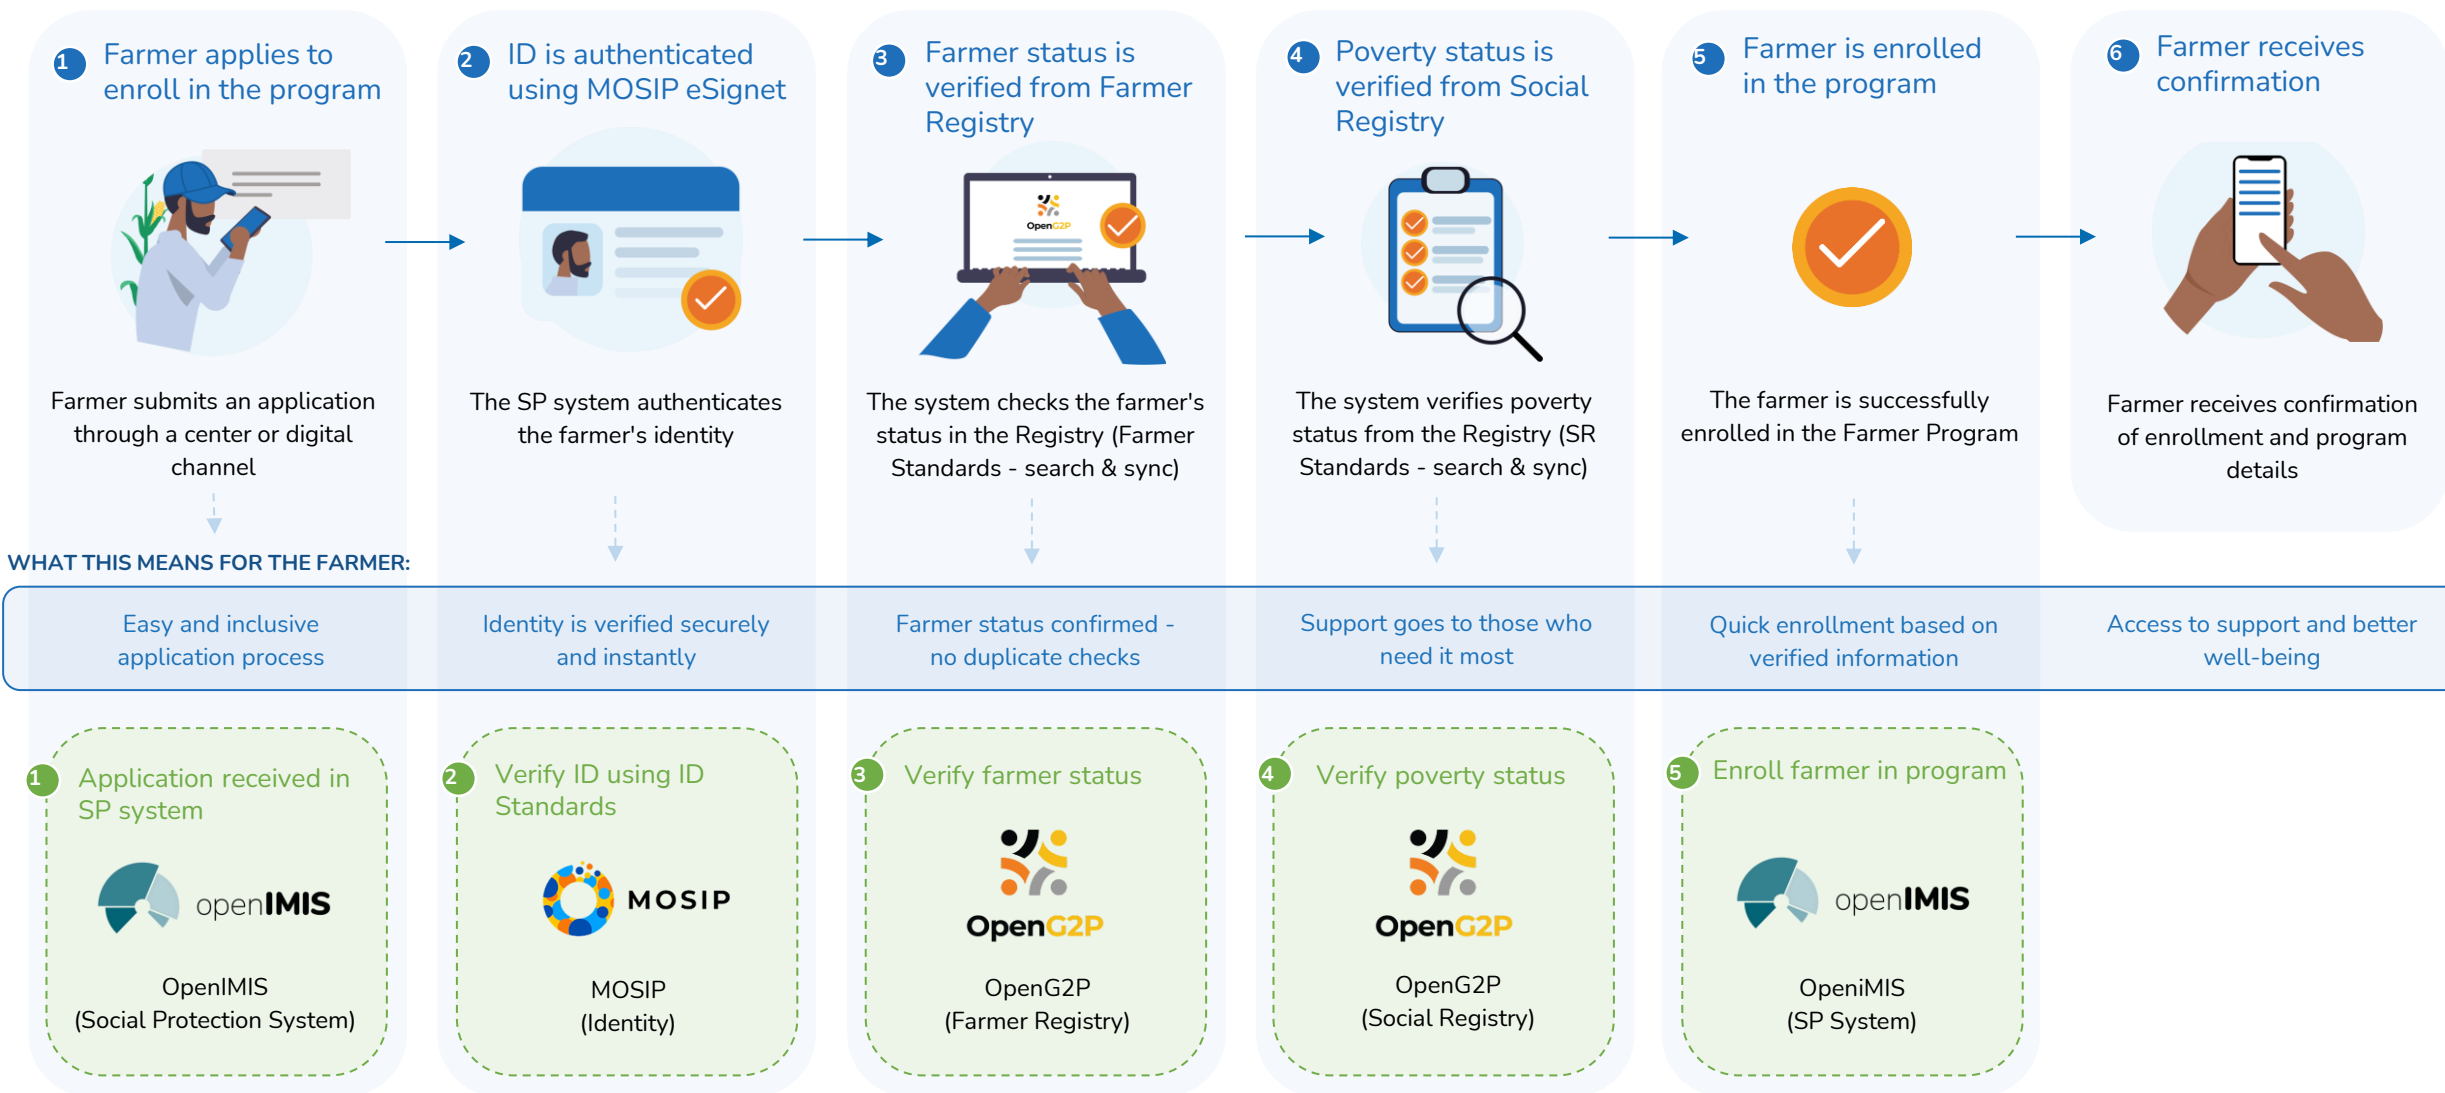 1
Farmer applies to
enroll in the program
2
ID is authenticated
using MOSIP eSignet
3
Farmer status is
verified from Farmer
Registry
4
Poverty status is
verified from Social
Registry
5
Farmer is enrolled
in the program
6
Farmer receives
confirmation
OpenG2P
Farmer submits an application
through a center or digital
channel
The SP system authenticates
the farmer's identity
The system checks the farmer's
status in the Registry (Farmer
Standards - search & sync)
The system verifies poverty
status from the Registry (SR
Standards - search & sync)
The farmer is successfully
enrolled in the Farmer Program
Farmer receives confirmation
of enrollment and program
details
WHAT THIS MEANS FOR THE FARMER:
Easy and inclusive
application process
Identity is verified securely
and instantly
Farmer status confirmed -
no duplicate checks
Support goes to those who
need it most
Quick enrollment based on
verified information
Access to support and better
well-being
1
Application received in
SP system
openIMIS
OpenIMIS
(Social Protection System)
2
Verify ID using ID
Standards
MOSIP
MOSIP
(Identity)
3
Verify farmer status
OpenG2P
OpenG2P
(Farmer Registry)
4
Verify poverty status
OpenG2P
OpenG2P
(Social Registry)
5
Enroll farmer in program
openIMIS
OpeniMIS
(SP System)